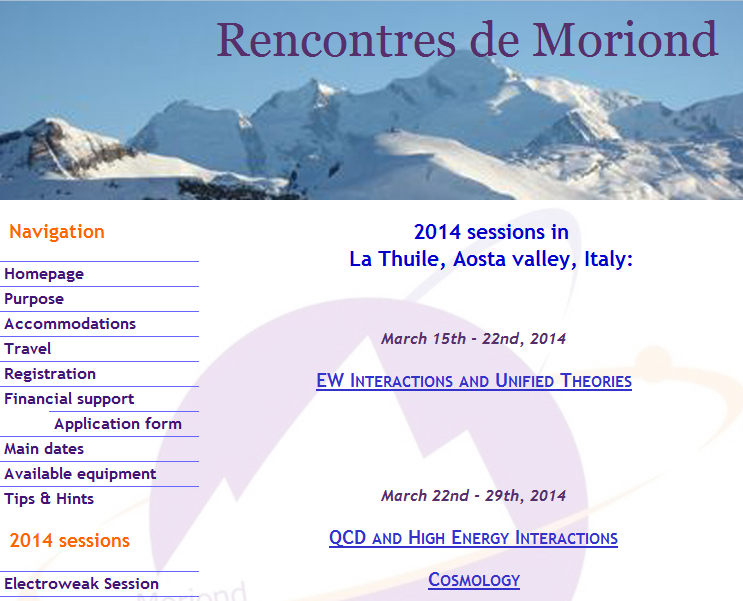 Rencontres de Moriond
Navigation
Homepage
Purpose
Accommodations
Travel
Registration
Financial support
Application form
Main dates
Available equipment
Tips & Hints
2014 sessions
Electroweak Session
2014 sessions in
La Thuile, Aosta valley, Italy:
March 15th - 22nd, 2014
EW Interactions and Unified Theories
March 22nd - 29th, 2014
QCD and High Energy Interactions
Cosmology
Moriond